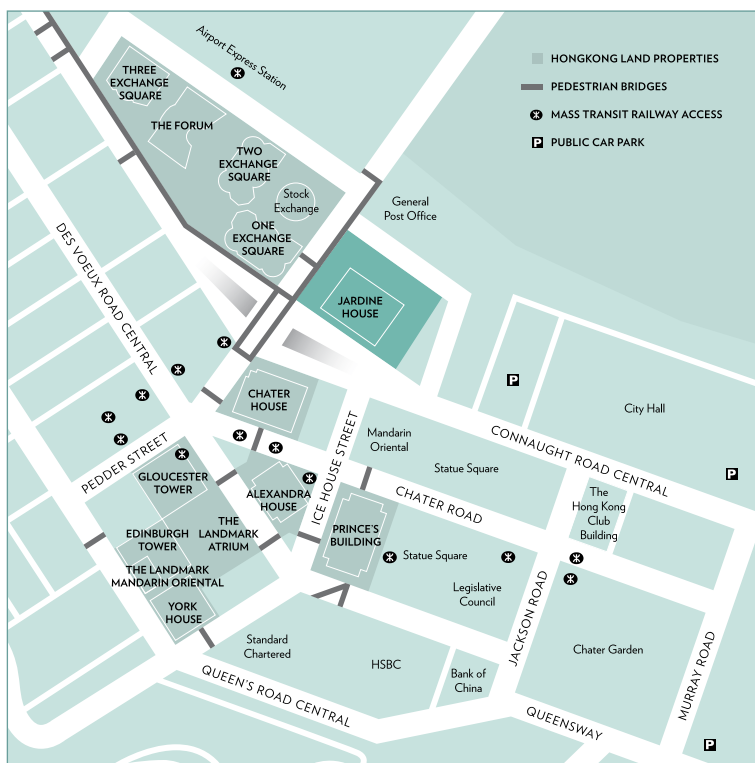 Airport Express Station
HONGKONG LAND PROPERTIES
PEDESTRIAN BRIDGES
MASS TRANSIT RAILWAY ACCESS
P PUBLIC CAR PARK
THREE
EXCHANGE
SQUARE
THE FORUM
TWO
EXCHANGE
SQUARE
Stock
Exchange
ONE
EXCHANGE
SQUARE
General
Post Office
JARDINE
HOUSE
DES VOEUX ROAD CENTRAL
CHATER
HOUSE
P
City Hall
Mandarin
Oriental
Statue Square
CONNAUGHT ROAD CENTRAL
P
PEDDER STREET
ICE HOUSE STREET
GLOUCESTER
TOWER
ALEXANDRA
HOUSE
CHATER ROAD
The
Hong Kong
Club
Building
EDINBURGH
TOWER
THE
LANDMARK
ATRIUM
PRINCE'S
BUILDING
Statue Square
THE LANDMARK
MANDARIN ORIENTAL
YORK
HOUSE
Legislative
Council
JACKSON ROAD
Standard
Chartered
HSBC
Bank of
China
Chater Garden
MURRAY ROAD
QUEEN'S ROAD CENTRAL
QUEENSWAY
P